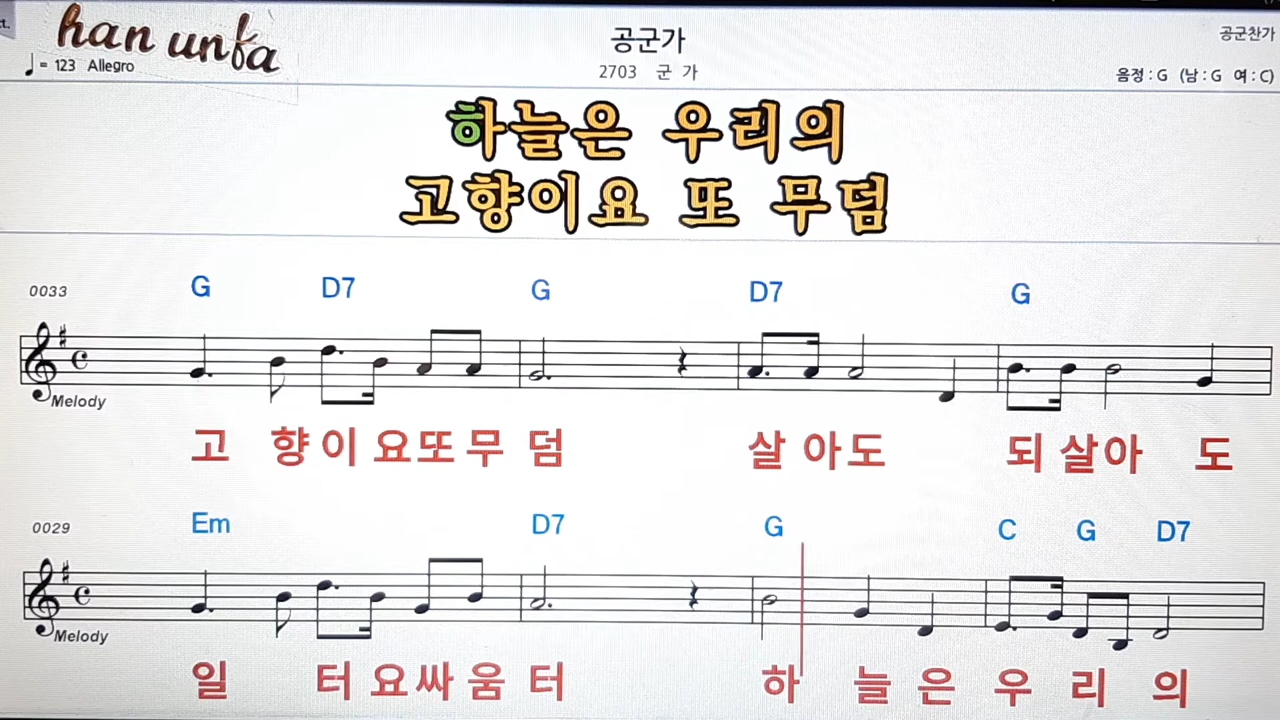 ct.
han unfa
공군가
공군찬가
♩= 123 Allegro
2703 군 가
음정 : G (남 : G 여 : C)
하늘은 우리의
고향이요 또 무덤
0033
G D7 G D7 G
Melody
고 향 이 요 또 무 덤 살 아 도 되 살 아 도
0029
Em D7 G C G D7
Melody
일 터 요 싸 움 터 하 늘 은 우 리 의